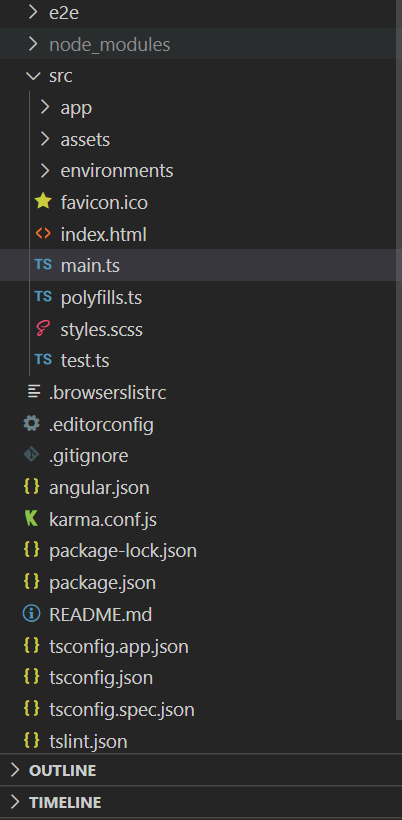 e2e
node_modules
src
app
assets
environments
favicon.ico
<> index.html
TS main.ts
TS polyfills.ts
styles.scss
TS test.ts
.browserslistrc
.editorconfig
.gitignore
{} angular.json
K karma.conf.js
{} package-lock.json
{} package.json
README.md
{} tsconfig.app.json
{} tsconfig.json
{} tsconfig.spec.json
{} tslint.json
OUTLINE
TIMELINE